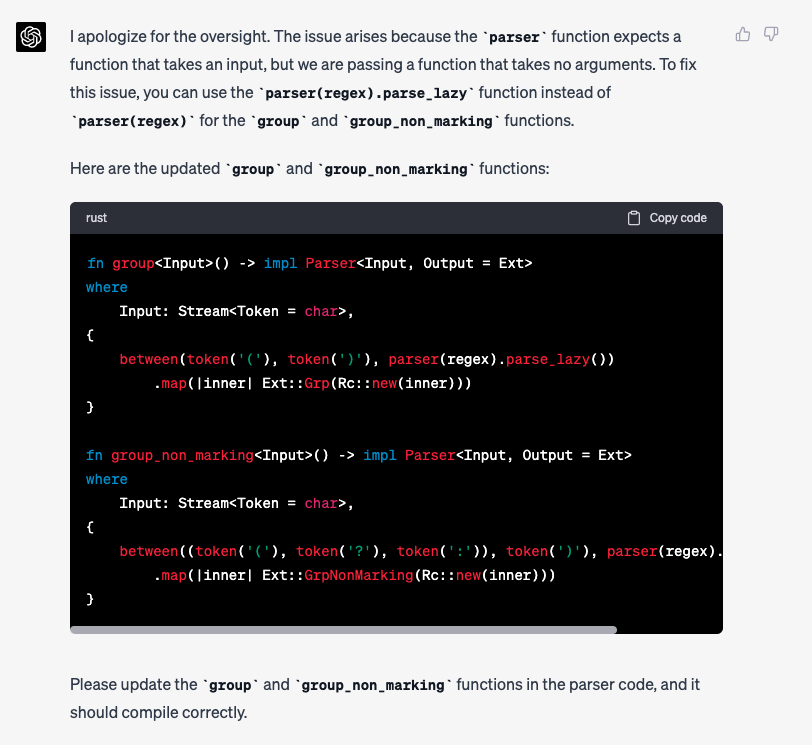 I apologize for the oversight. The issue arises because the `parser` function expects a
function that takes an input, but we are passing a function that takes no arguments. To fix
this issue, you can use the `parser(regex).parse_lazy` function instead of
`parser(regex)` for the `group` and `group_non_marking` functions.
Here are the updated `group` and `group_non_marking` functions:
rust Copy code
fn group<Input>() -> impl Parser<Input, Output = Ext>
where
    Input: Stream<Token = char>,
{
    between(token('('), token(')'), parser(regex).parse_lazy())
        .map(|inner| Ext::Grp(Rc::new(inner)))
}
fn group_non_marking<Input>() -> impl Parser<Input, Output = Ext>
where
    Input: Stream<Token = char>,
{
    between((token('('), token('?'), token(':')), token(')'), parser(regex).
        .map(|inner| Ext::GrpNonMarking(Rc::new(inner)))
}
Please update the `group` and `group_non_marking` functions in the parser code, and it
should compile correctly.